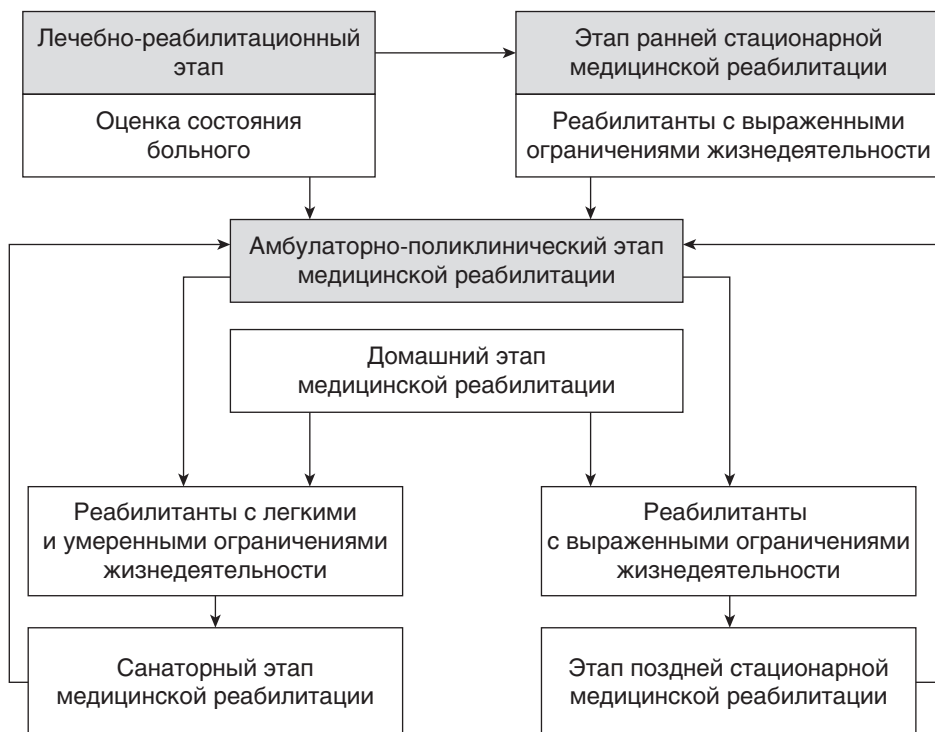 Лечебно-реабилитационный
этап
Этап ранней стационарной
медицинской реабилитации
Оценка состояния
больного
Реабилитанты с выраженными
ограничениями жизнедеятельности
Амбулаторно-поликлинический этап
медицинской реабилитации
Домашний этап
медицинской реабилитации
Реабилитанты с легкими
и умеренными ограничениями
жизнедеятельности
Реабилитанты
с выраженными ограничениями
жизнедеятельности
Санаторный этап
медицинской реабилитации
Этап поздней стационарной
медицинской реабилитации